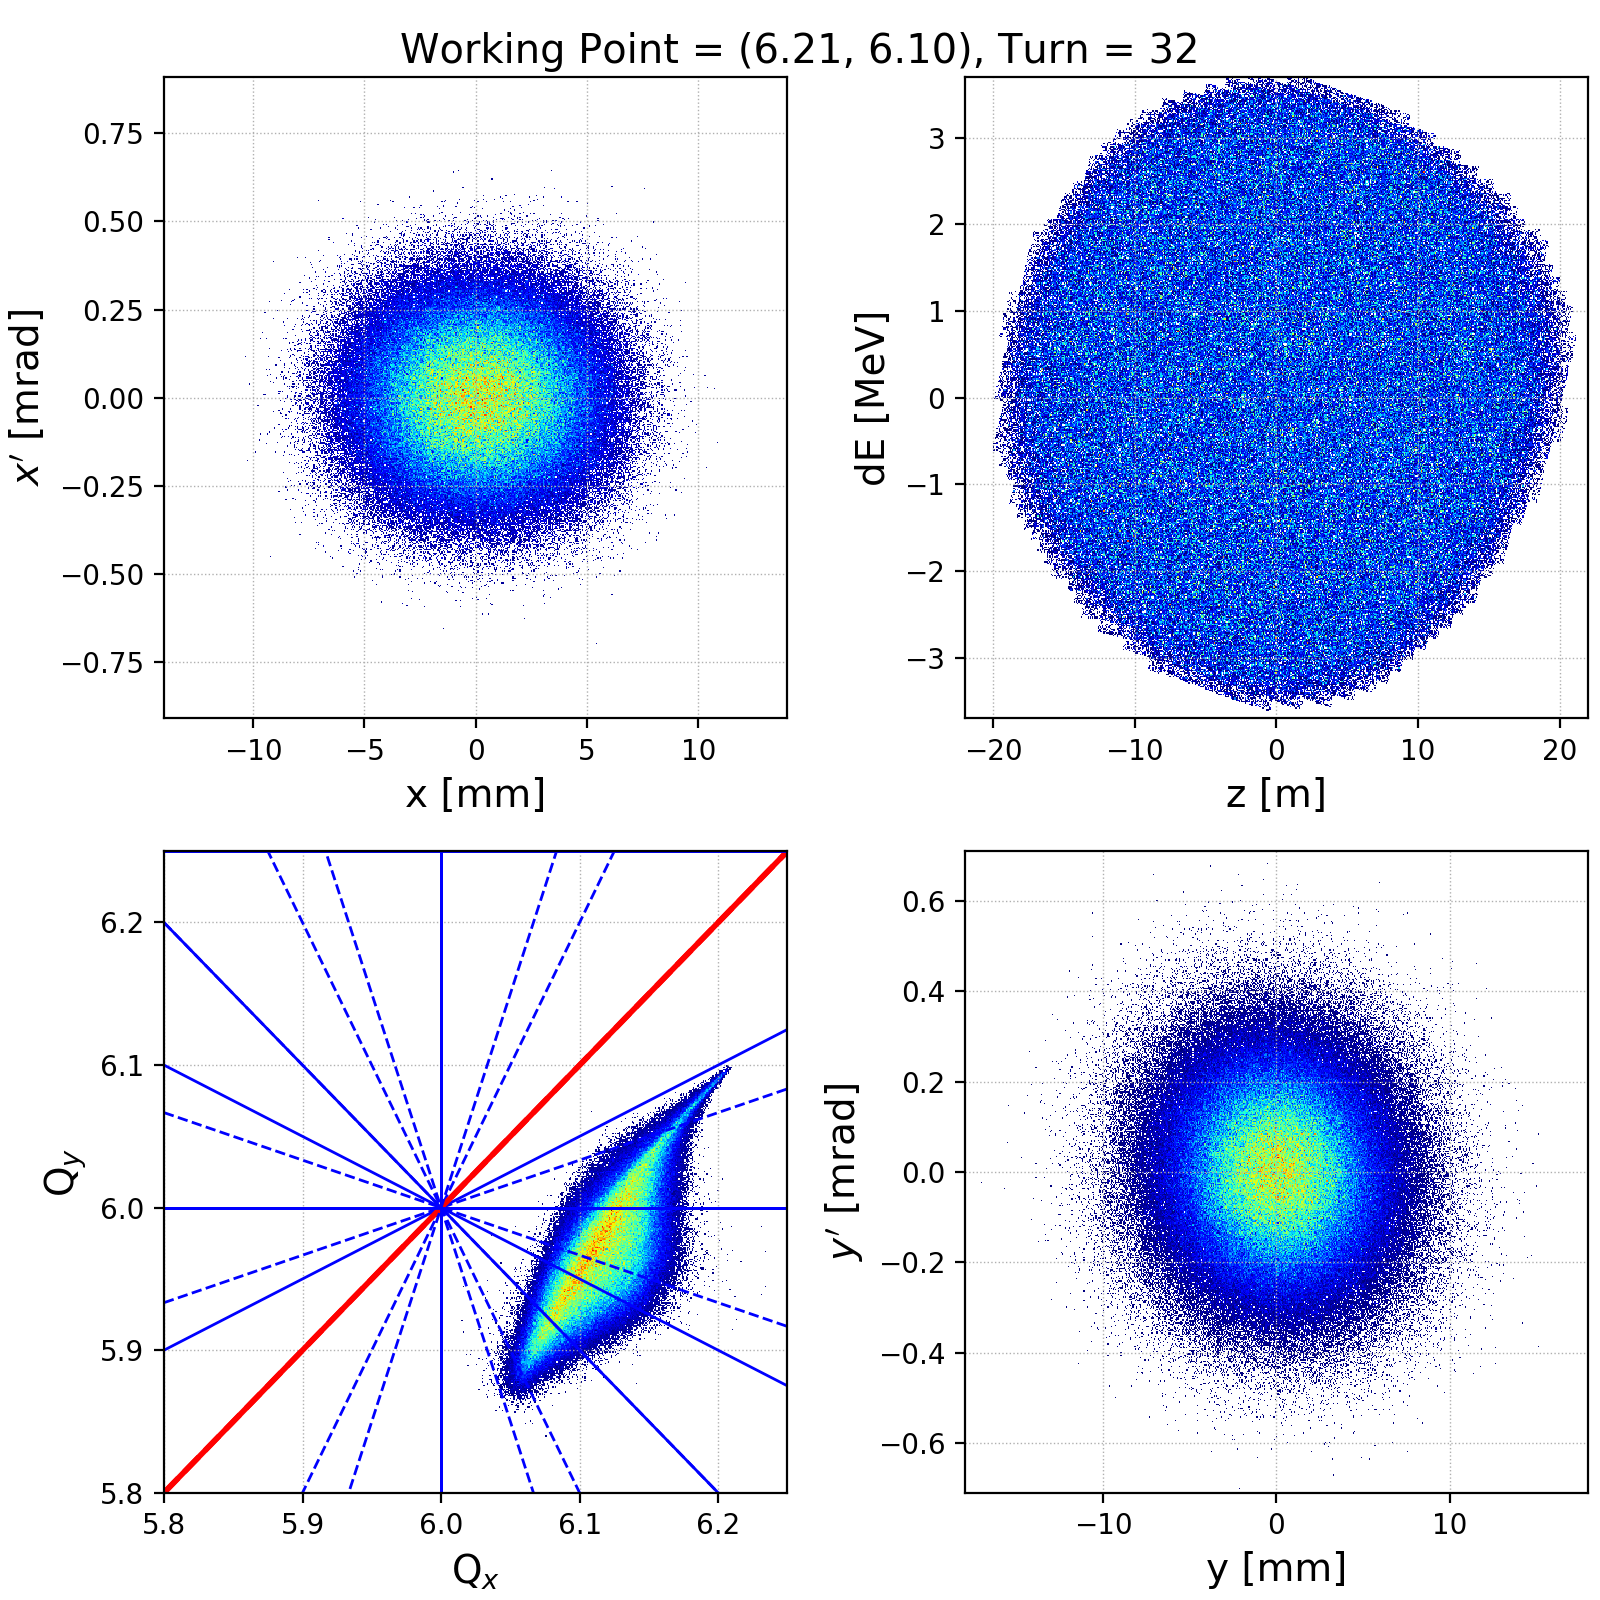 Working Point = (6.21, 6.10), Turn = 32
0.75
0.50
0.25
0.00
−0.25
−0.50
−0.75
x′ [mrad]
−10 −5 0 5 10
x [mm]
3
2
1
0
−1
−2
−3
dE [MeV]
−20 −10 0 10 20
z [m]
6.2
6.1
6.0
5.9
5.8
Qy
5.8 5.9 6.0 6.1 6.2
Qx
0.6
0.4
0.2
0.0
−0.2
−0.4
−0.6
y′ [mrad]
−10 0 10
y [mm]